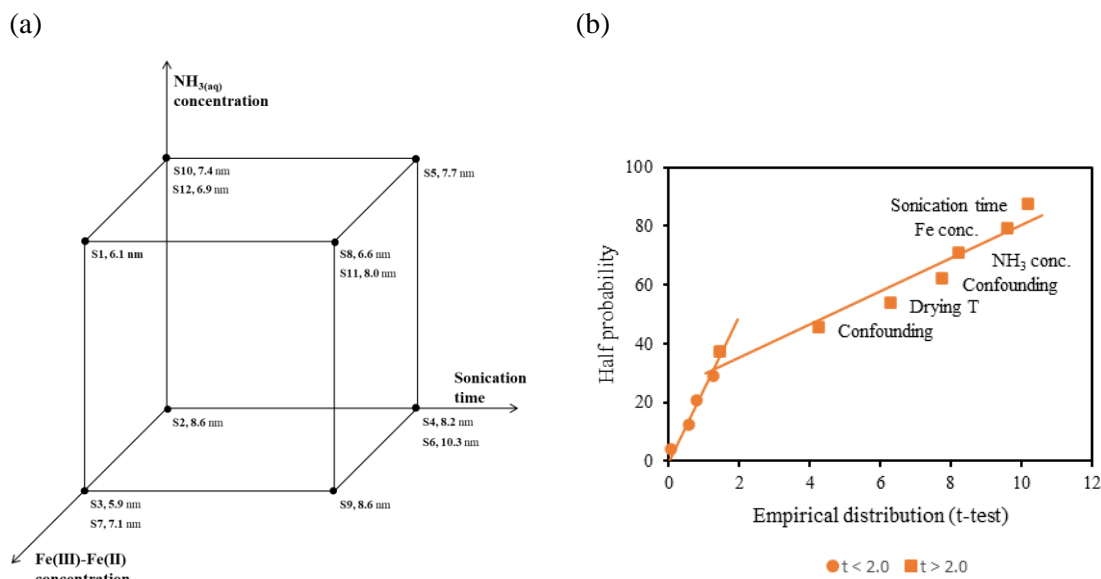 (a)
NH3(aq)
concentration
S10, 7.4 nm
S12, 6.9 nm
S5, 7.7 nm
S1, 6.1 nm
S8, 6.6 nm
S11, 8.0 nm
Sonication
time
S2, 8.6 nm
S4, 8.2 nm
S6, 10.3 nm
S3, 5.9 nm
S7, 7.1 nm
S9, 8.6 nm
Fe(III)-Fe(II)
concentration
(b)
Half probability
100
80
60
40
20
0
Sonication time
Fe conc.
NH3 conc.
Confounding
Drying T
Confounding
0 2 4 6 8 10 12
Empirical distribution (t-test)
t < 2.0 t > 2.0